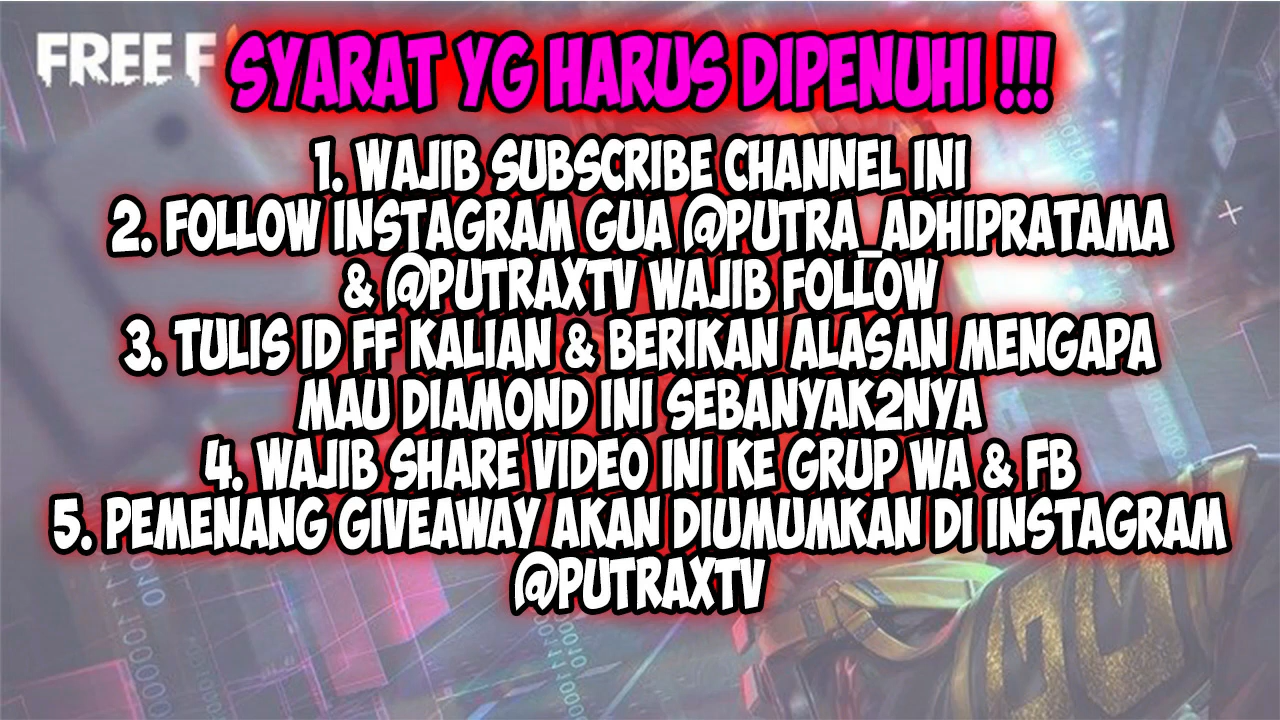 FREE F
SYARAT YG HARUS DIPENUHI !!!
1. WAJIB SUBSCRIBE CHANNEL INI
2. FOLLOW INSTAGRAM GUA @PUTRA_ADHIPRATAMA
& @PUTRAXTV WAJIB FOLLOW
3. TULIS ID FF KALIAN & BERIKAN ALASAN MENGAPA
MAU DIAMOND INI SEBANYAK2NYA
4. WAJIB SHARE VIDEO INI KE GRUP WA & FB
5. PEMENANG GIVEAWAY AKAN DIUMUMKAN DI INSTAGRAM
@PUTRAXTV